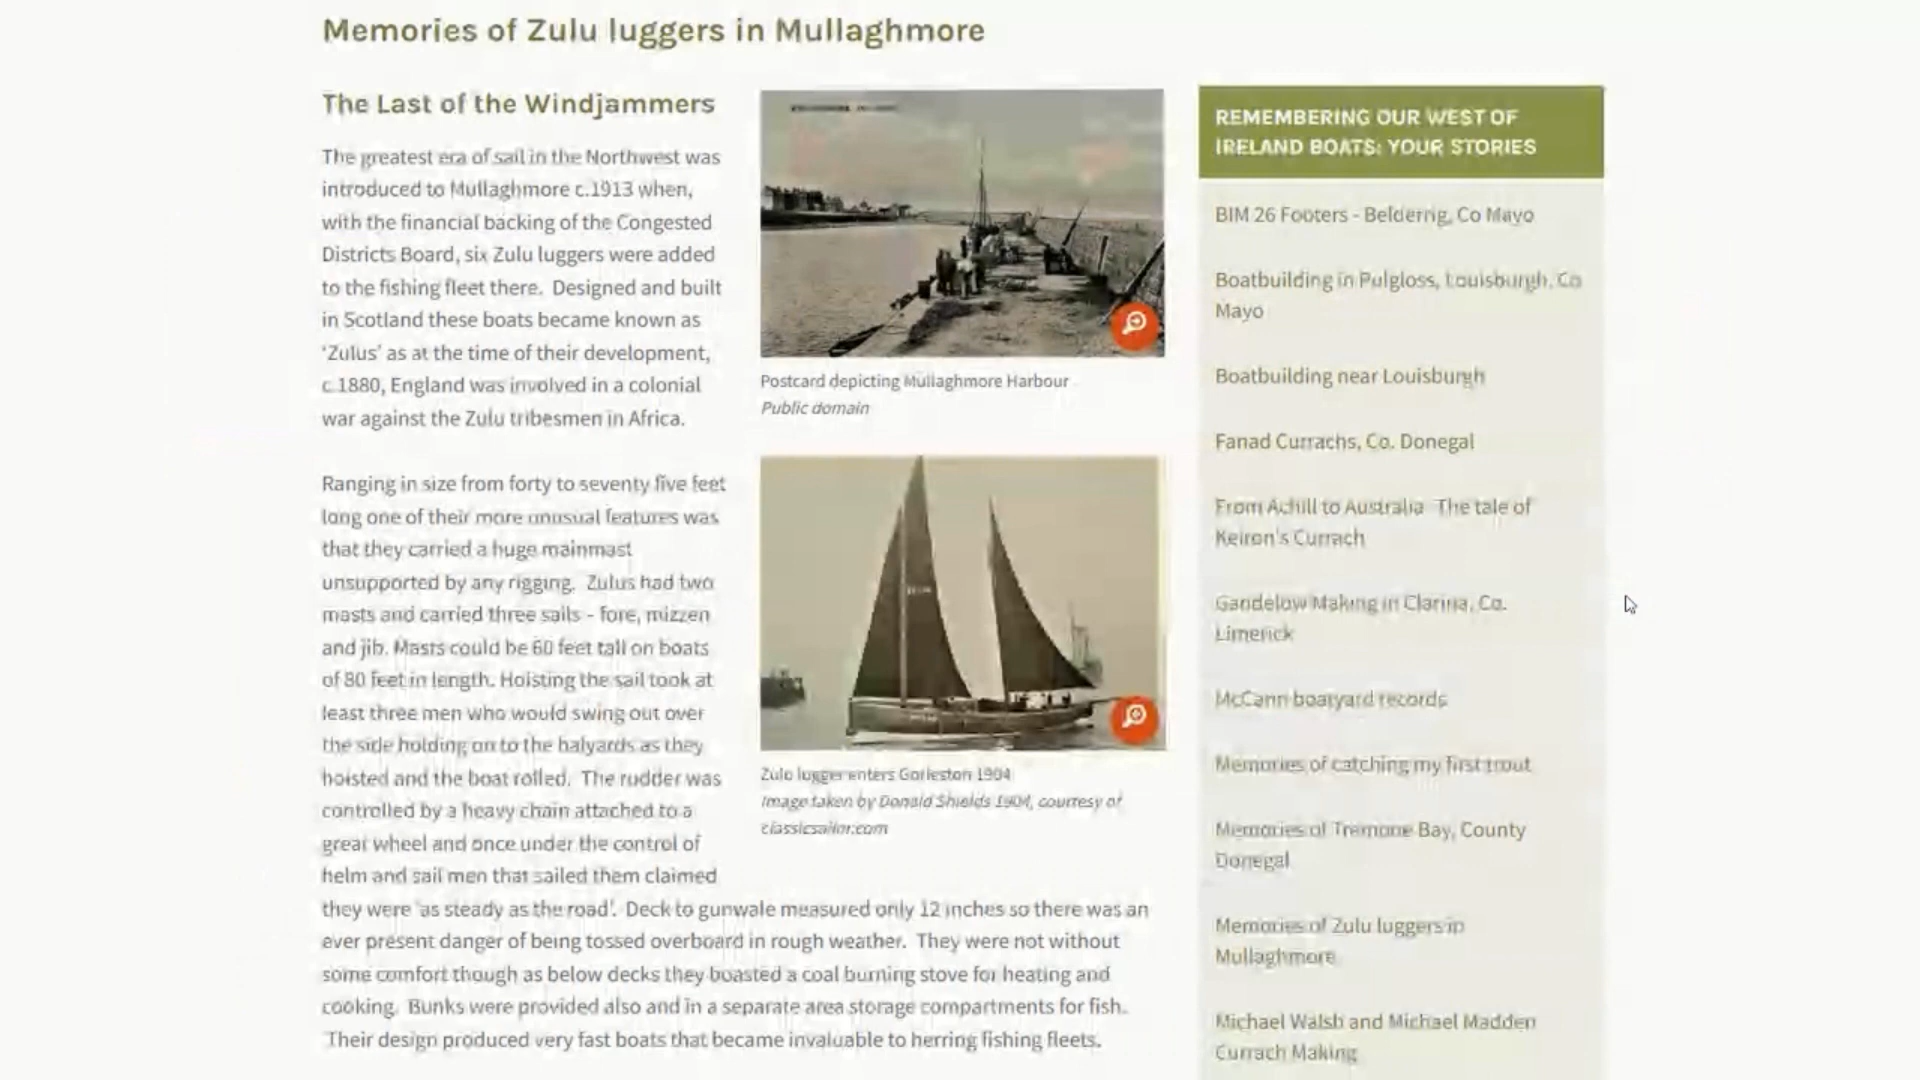 Memories of Zulu luggers in Mullaghmore
The Last of the Windjammers
The greatest era of sail in the Northwest was
introduced to Mullaghmore c.1913 when,
with the financial backing of the Congested
Districts Board, six Zulu luggers were added
to the fishing fleet there. Designed and built
in Scotland these boats became known as
‘Zulus’ as at the time of their development,
c.1880, England was involved in a colonial
war against the Zulu tribesmen in Africa.
Ranging in size from forty to seventy five feet
long one of their more unusual features was
that they carried a huge mainmast
unsupported by any rigging. Zulus had two
masts and carried three sails - fore, mizzen
and jib. Masts could be 60 feet tall on boats
of 80 feet in length. Hoisting the sail took at
least three men who would swing out over
the side holding on to the halyards as they
hoisted and the boat rolled. The rudder was
controlled by a heavy chain attached to a
great wheel and once under the control of
helm and sail men that sailed them claimed
they were ‘as steady as the road’. Deck to gunwale measured only 12 inches so there was an
ever present danger of being tossed overboard in rough weather. They were not without
some comfort though as below decks they boasted a coal burning stove for heating and
cooking. Bunks were provided also and in a separate area storage compartments for fish.
Their design produced very fast boats that became invaluable to herring fishing fleets.
Postcard depicting Mullaghmore Harbour
Public domain
Zulu lugger enters Gorleston 1904
Image taken by Donald Shields 1904, courtesy of
classicsailor.com
REMEMBERING OUR WEST OF
IRELAND BOATS: YOUR STORIES
BIM 26 Footers - Belderrig, Co Mayo
Boatbuilding in Pulgloss, Louisburgh, Co
Mayo
Boatbuilding near Louisburgh
Fanad Currachs, Co. Donegal
From Achill to Australia The tale of
Keiron's Currach
Gandelow Making in Clarina, Co.
Limerick
McCann boatyard records
Memories of catching my first trout
Memories of Tremone Bay, County
Donegal
Memories of Zulu luggers in
Mullaghmore
Michael Walsh and Michael Madden
Currach Making